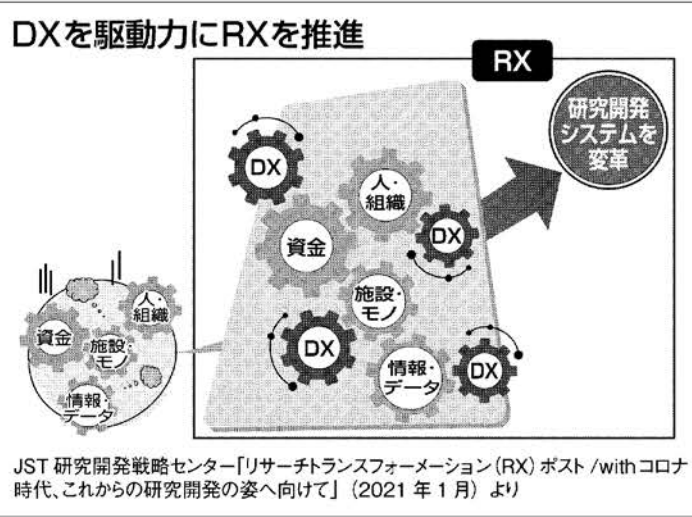 DXを駆動力にRXを推進
RX
研究開発
システムを
変革
DX
人・
組織
資金
DX
施設・
モノ
DX
情報・
データ
DX
人・
組織
資金
施設・
モノ
情報・
データ
JST 研究開発戦略センター「リサーチトランスフォーメーション(RX) ポスト /withコロナ
時代、これからの研究開発の姿へ向けて」(2021 年 1 月) より